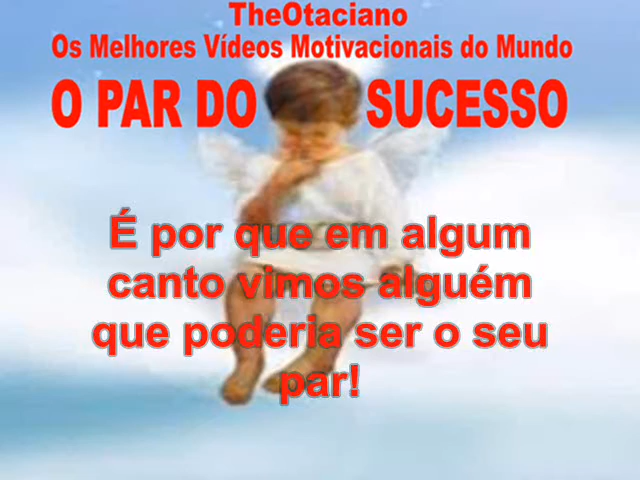 TheOtaciano
Os Melhores Vídeos Motivacionais do Mundo
O PAR DO SUCESSO
É por que em algum
canto vimos alguém
que poderia ser o seu
par!